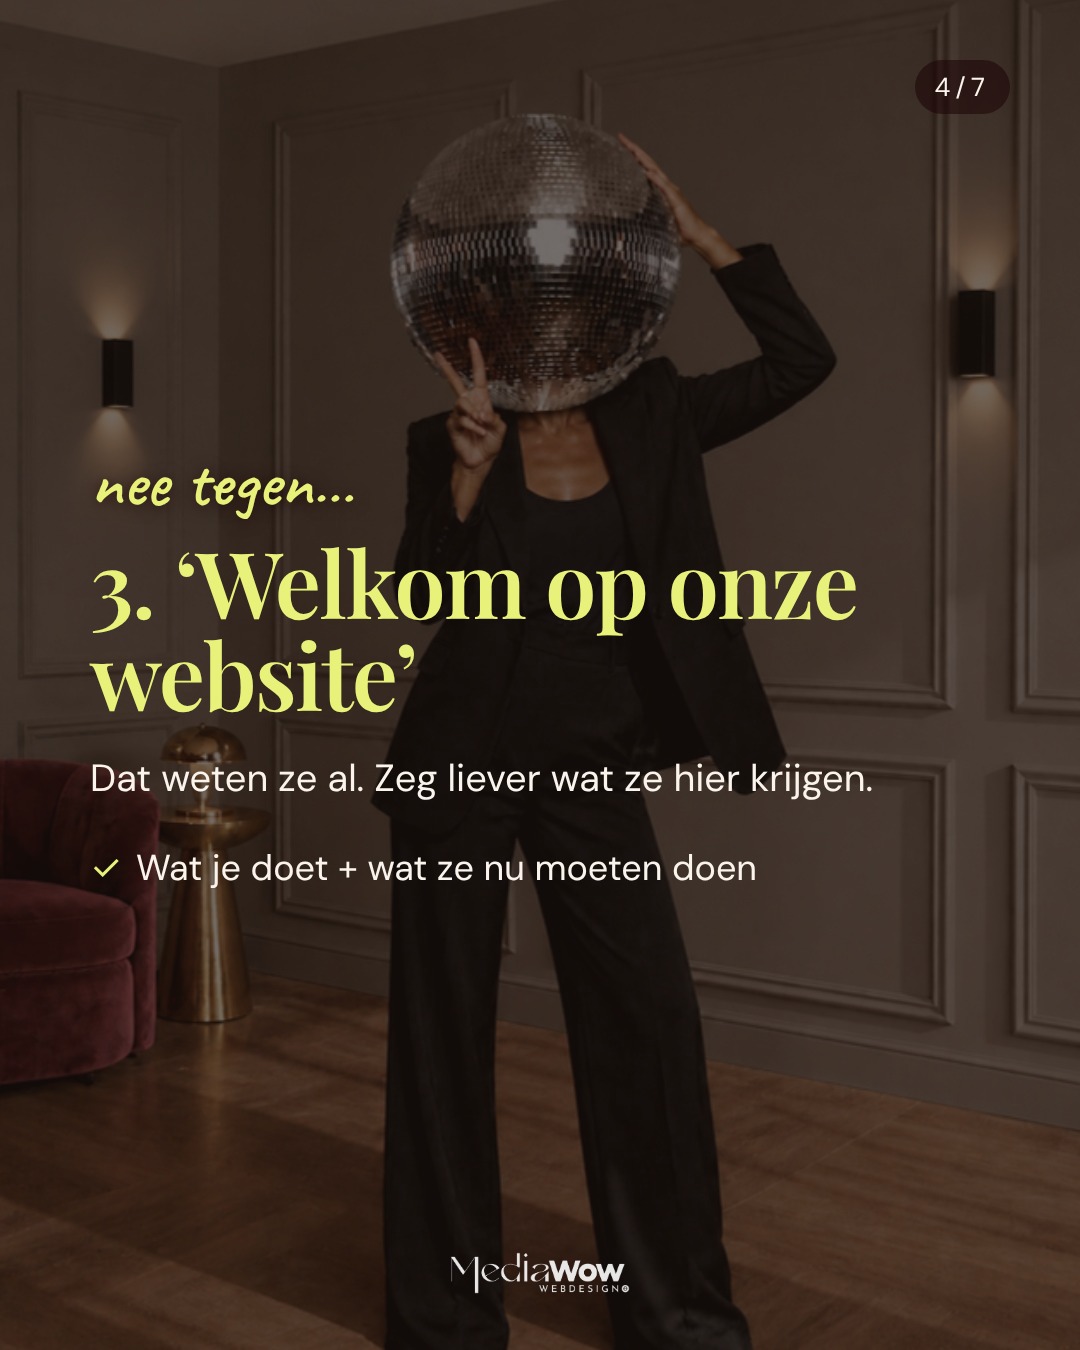 4/7
nee tegen...
3. ‘Welkom op onze
website’
Dat weten ze al. Zeg liever wat ze hier krijgen.
✓ Wat je doet + wat ze nu moeten doen
MediaWow
WEBDESIGN